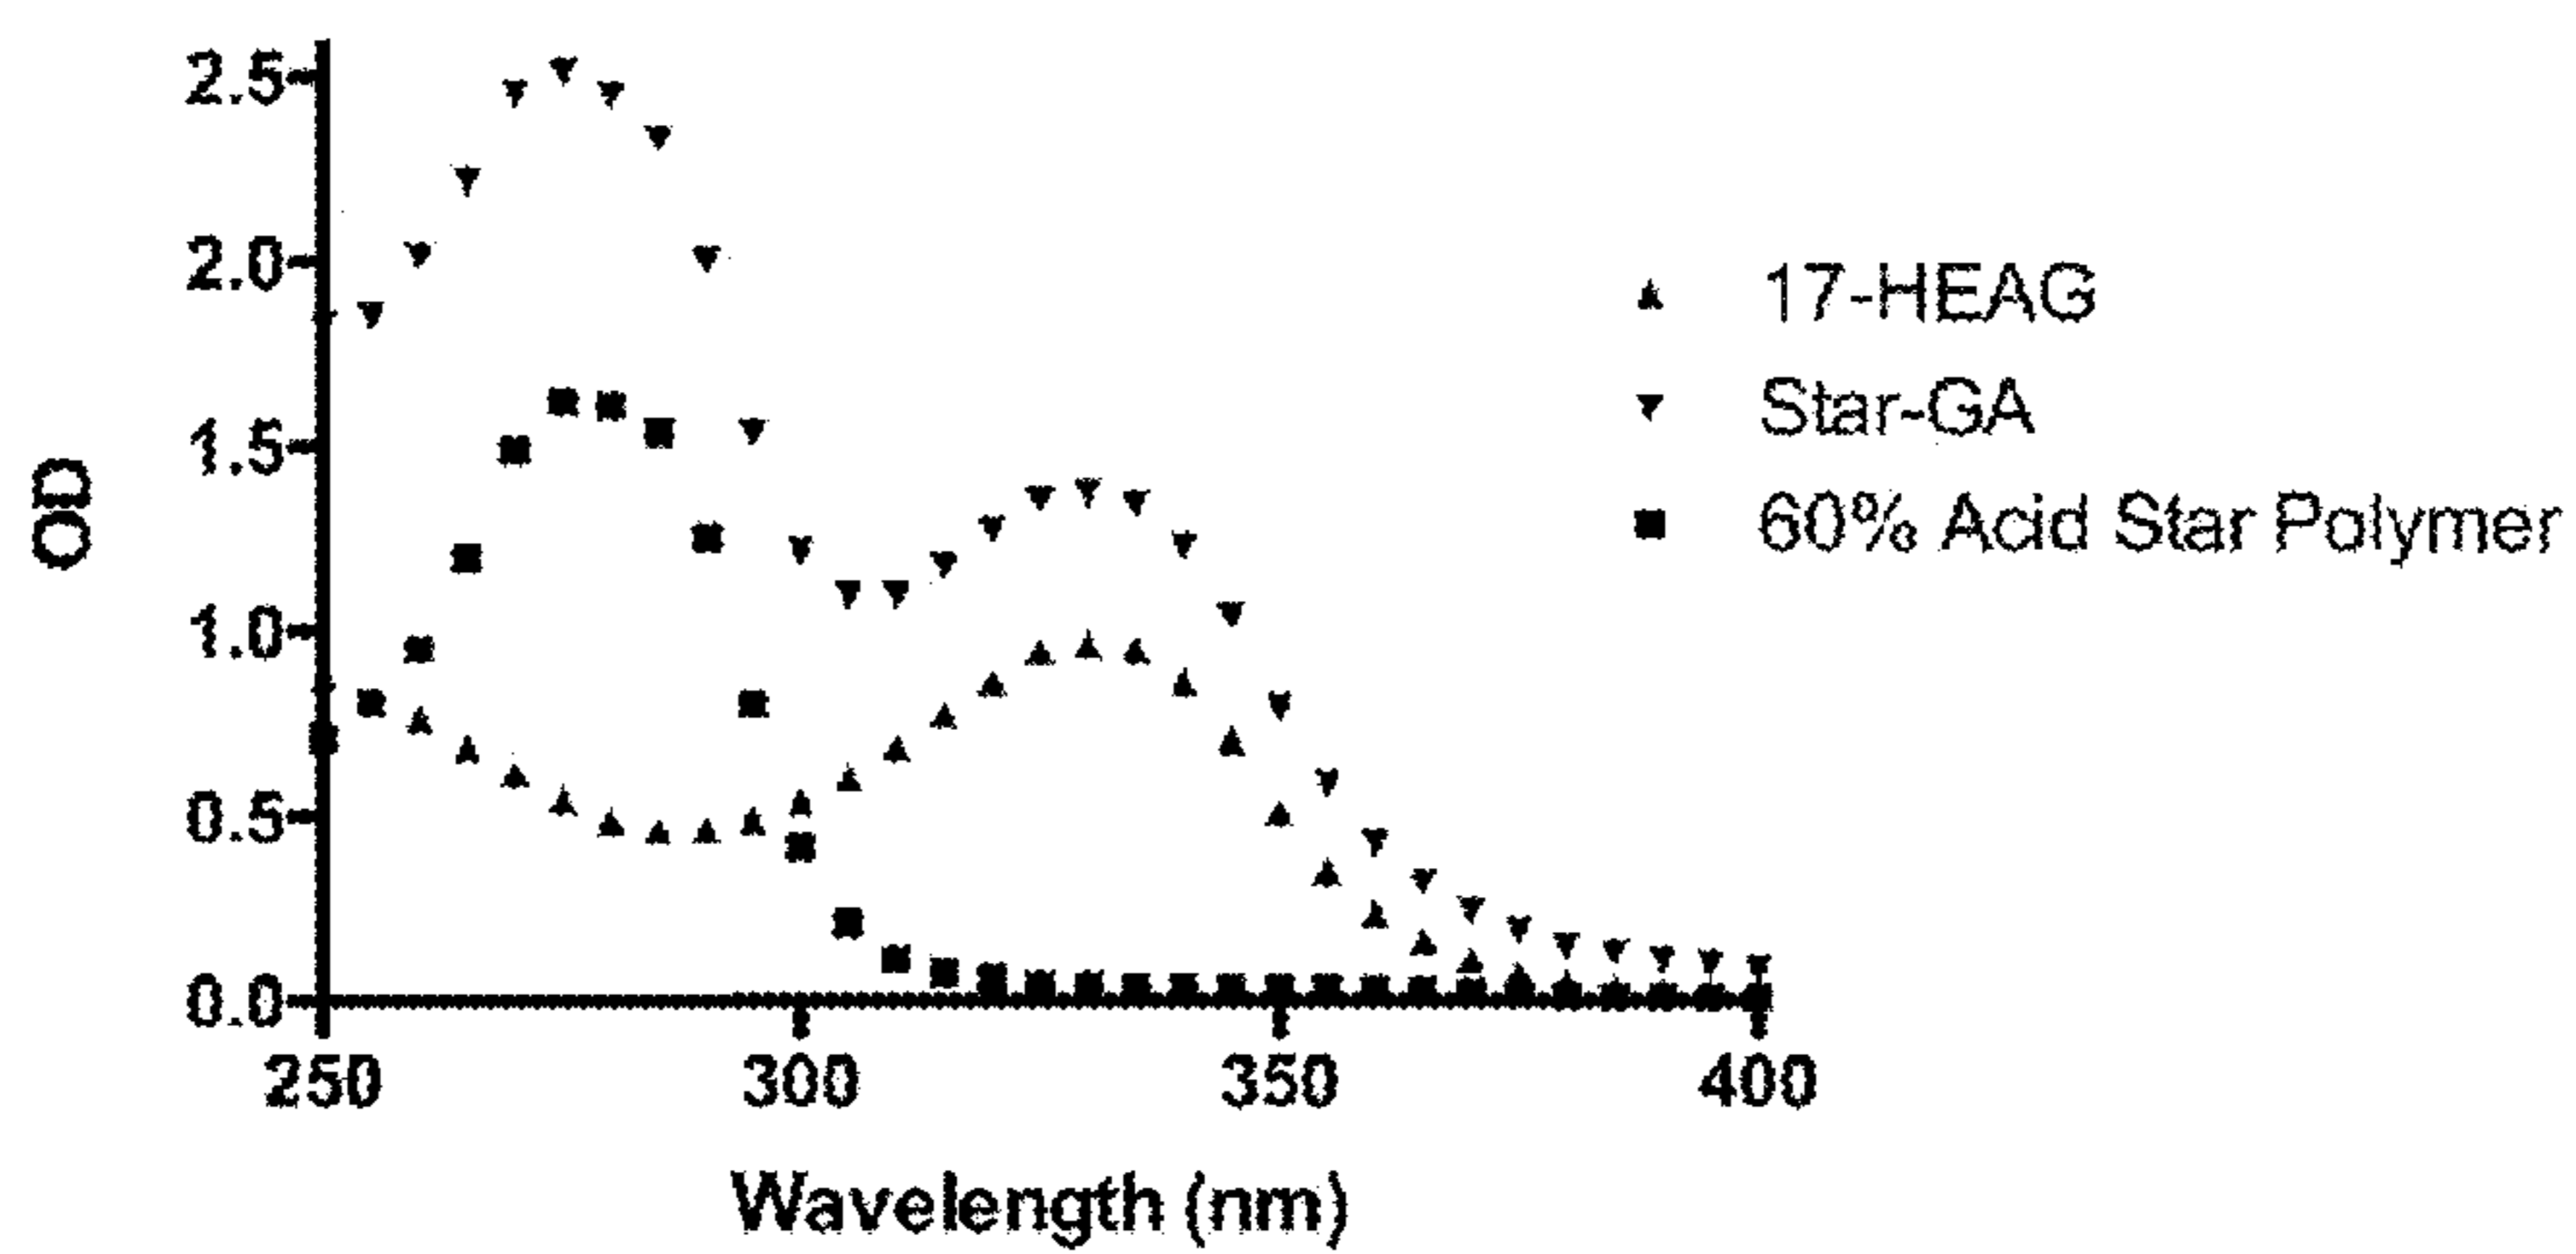 2.5
2.0
1.5
1.0
0.5
0.0
OD
250 300 350 400
Wavelength (nm)
17-HEAG
Star-GA
60% Acid Star Polymer